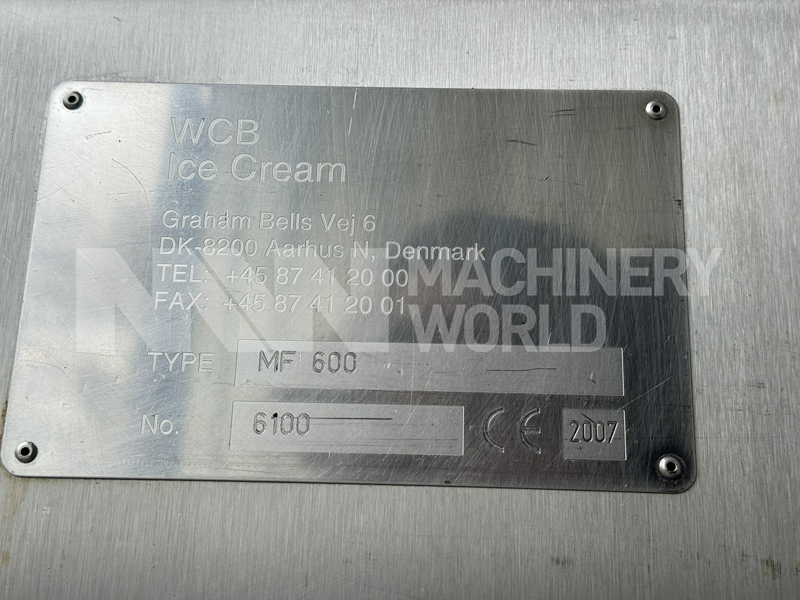 WCB
Ice Cream
Graham Bells Vej 6
DK-8200 Aarhus N, Denmark
TEL: +45 87 41 20 00
FAX: +45 87 41 20 01
MW MACHINERY
WORLD
TYPE MF 600
No. 6100 CE 2007